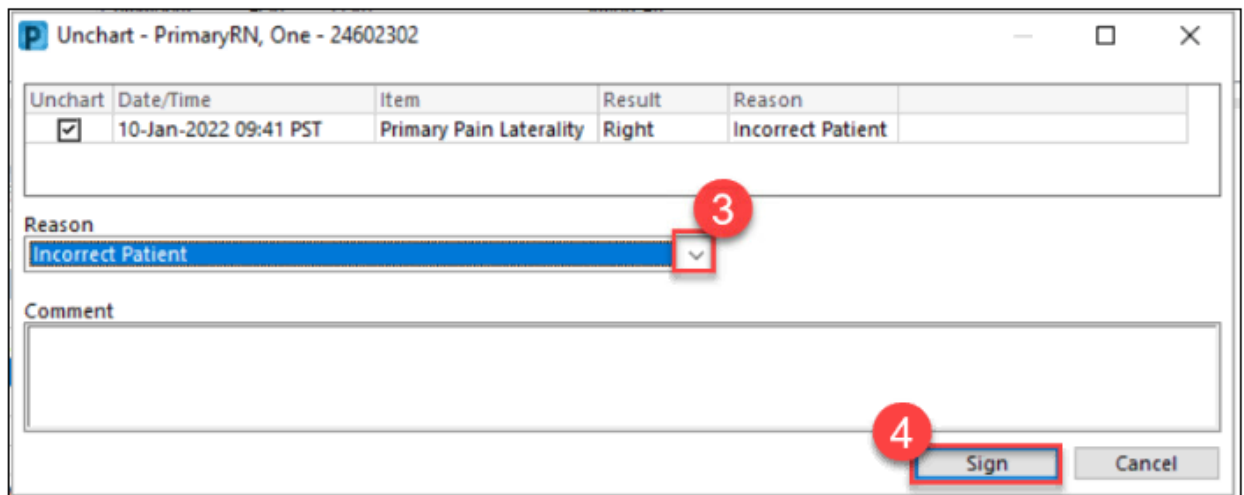 P Unchart - PrimaryRN, One - 24602302
Unchart Date/Time Item Result Reason
10-Jan-2022 09:41 PST Primary Pain Laterality Right Incorrect Patient
3
Reason
Incorrect Patient
Comment
4
Sign Cancel